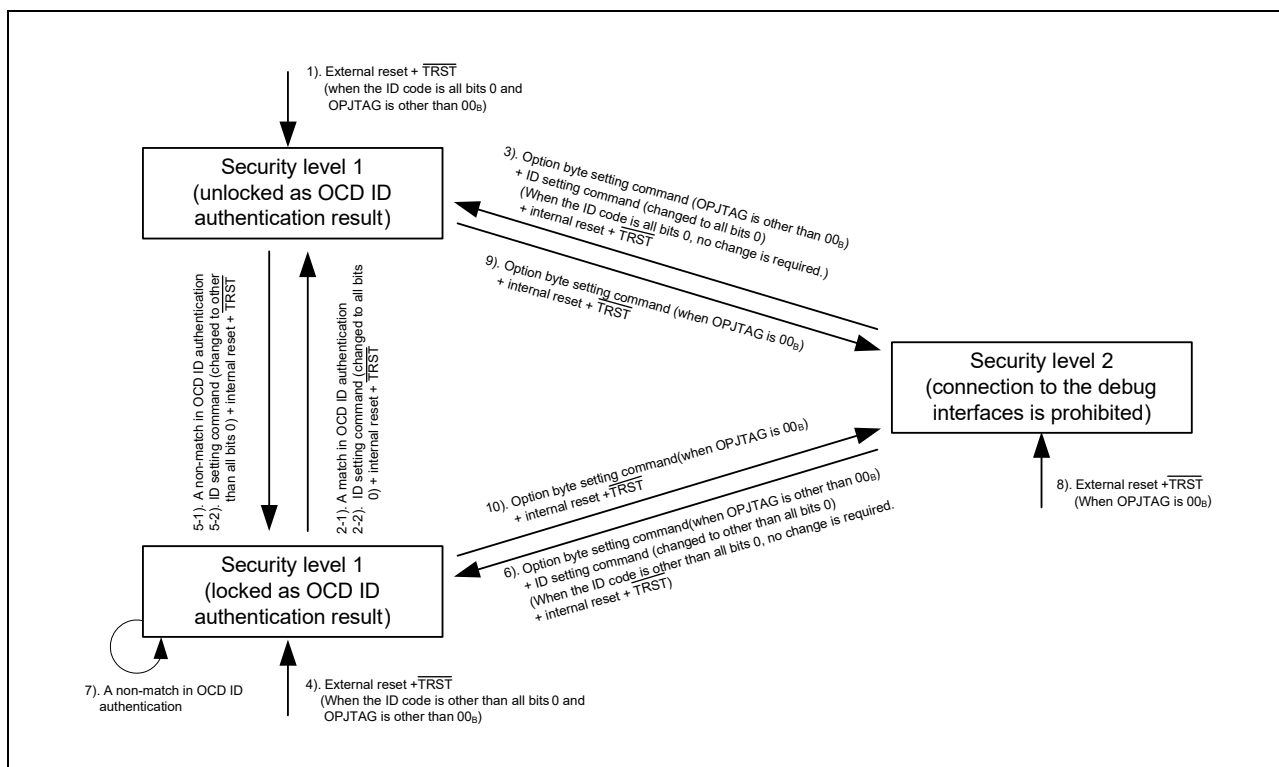 1). External reset + TRST
(when the ID code is all bits 0 and
OPJTAG is other than 00B)
Security level 1
(unlocked as OCD ID
authentication result)
3). Option byte setting command (OPJTAG is other than 00B)
+ ID setting command (changed to all bits 0)
(When the ID code is all bits 0, no change is required.)
+ internal reset + TRST
9). Option byte setting command (when OPJTAG is 00B)
+ internal reset + TRST
5-1). A non-match in OCD ID authentication
5-2). ID setting command (changed to other
than all bits 0) + internal reset + TRST
2-1). A match in OCD ID authentication
2-2). ID setting command (changed to all bits
0) + internal reset + TRST
Security level 2
(connection to the debug
interfaces is prohibited)
8). External reset +TRST
(When OPJTAG is 00B)
10). Option byte setting command(when OPJTAG is 00B)
+ internal reset +TRST
6). Option byte setting command(when OPJTAG is other than 00B)
+ ID setting command (changed to other than all bits 0)
(When the ID code is other than all bits 0, no change is required.
+ internal reset + TRST)
Security level 1
(locked as OCD ID
authentication result)
7). A non-match in OCD ID
authentication
4). External reset +TRST
(When the ID code is other than all bits 0 and
OPJTAG is other than 00B)